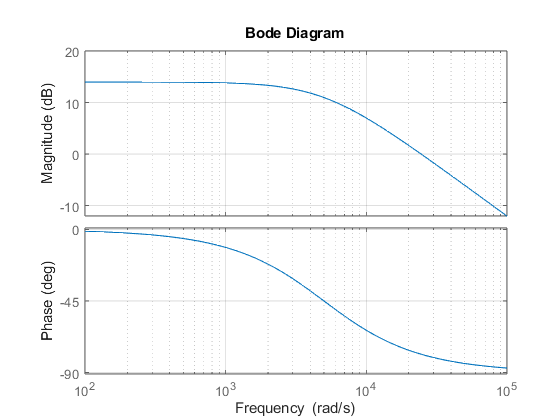 Bode Diagram
Magnitude (dB)
20
10
0
-10
Phase (deg)
0
-45
-90
10^2 10^3 10^4 10^5
Frequency (rad/s)